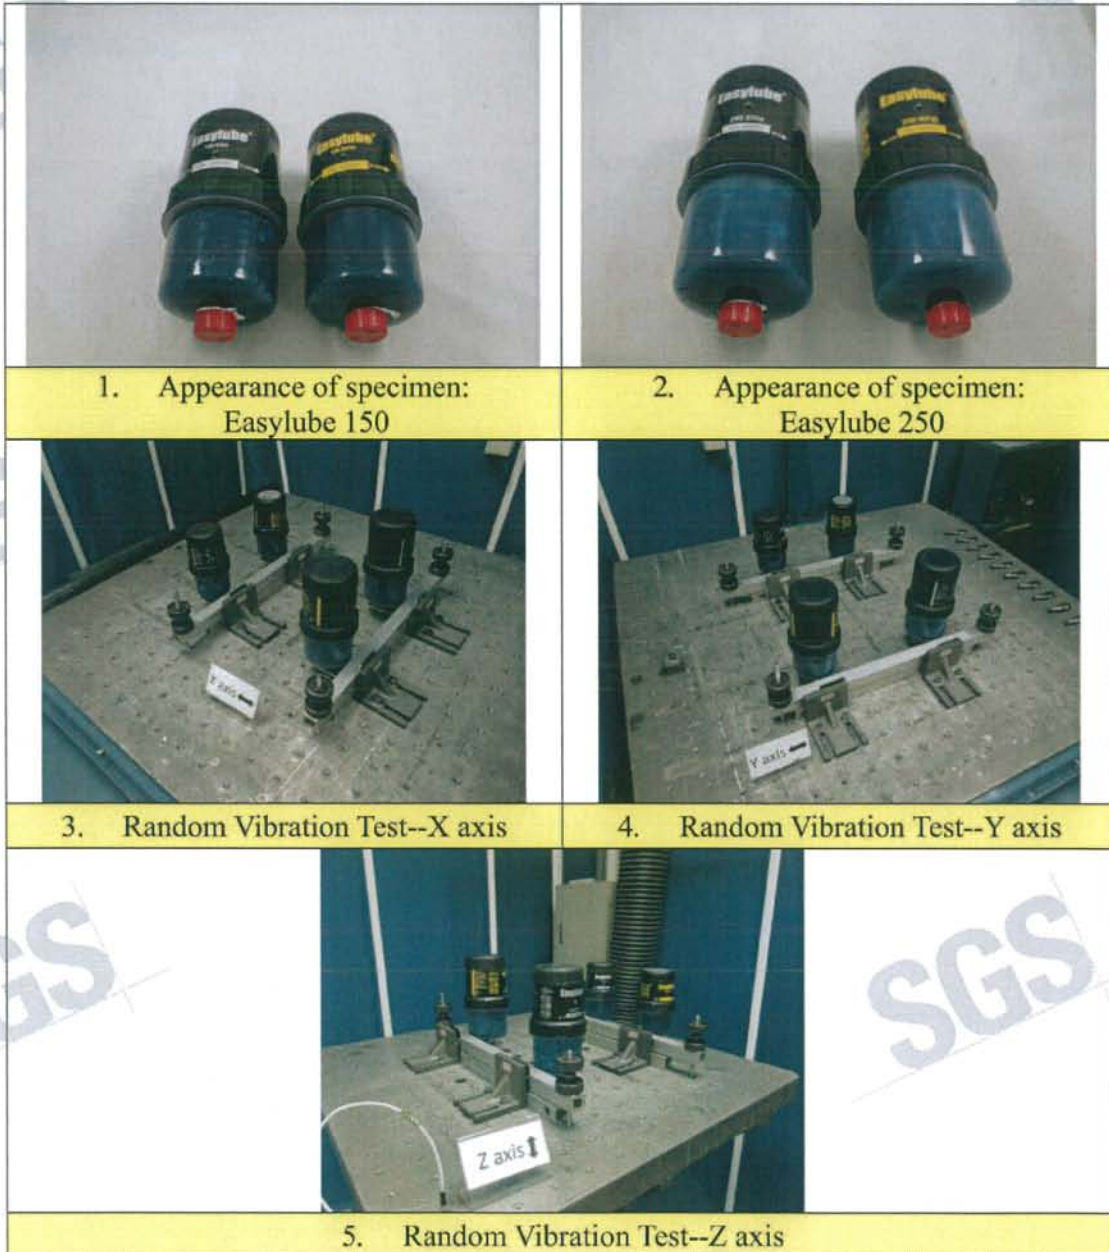 Easylube®
Easylube®
Easylube®
Easylube®
1. Appearance of specimen:
Easylube 150
2. Appearance of specimen:
Easylube 250
X axis
Y axis
3. Random Vibration Test--X axis
4. Random Vibration Test--Y axis
Z axis
SGS
SGS
5. Random Vibration Test--Z axis